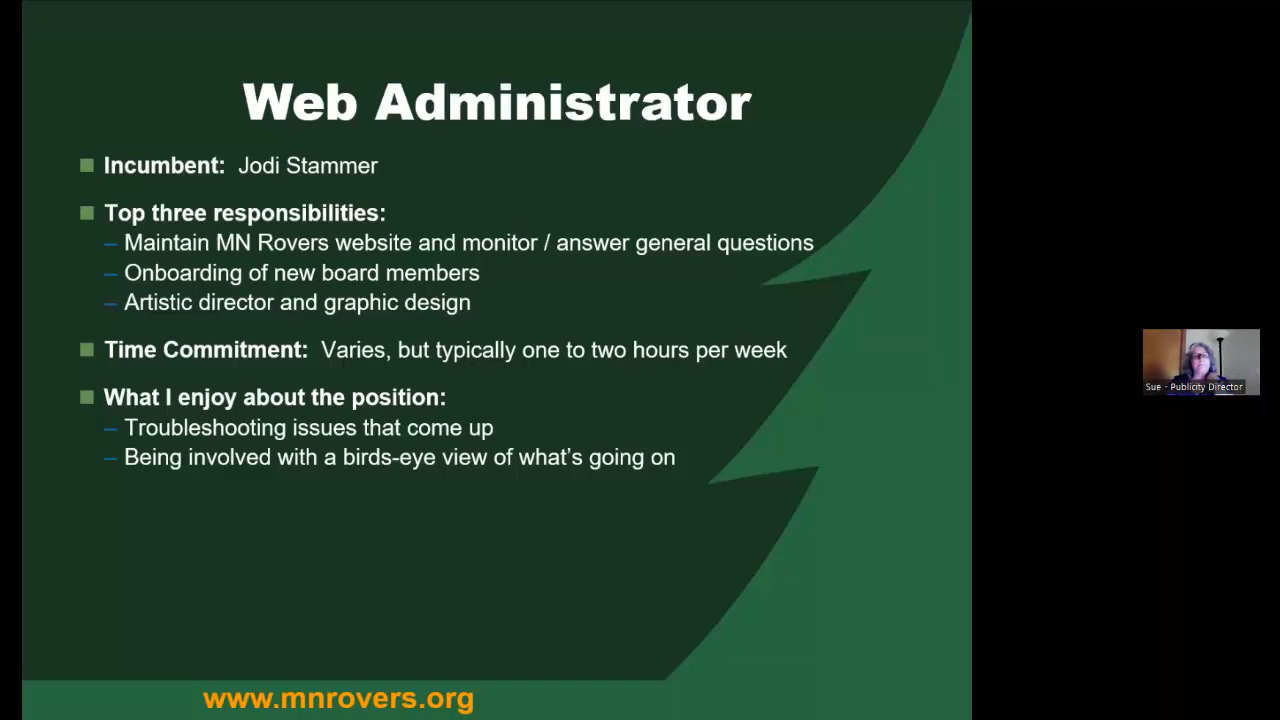 Web Administrator
Incumbent: Jodi Stammer
Top three responsibilities:
– Maintain MN Rovers website and monitor / answer general questions
– Onboarding of new board members
– Artistic director and graphic design
Time Commitment: Varies, but typically one to two hours per week
What I enjoy about the position:
– Troubleshooting issues that come up
– Being involved with a birds-eye view of what’s going on
Sue - Publicity Director
www.mnrovers.org